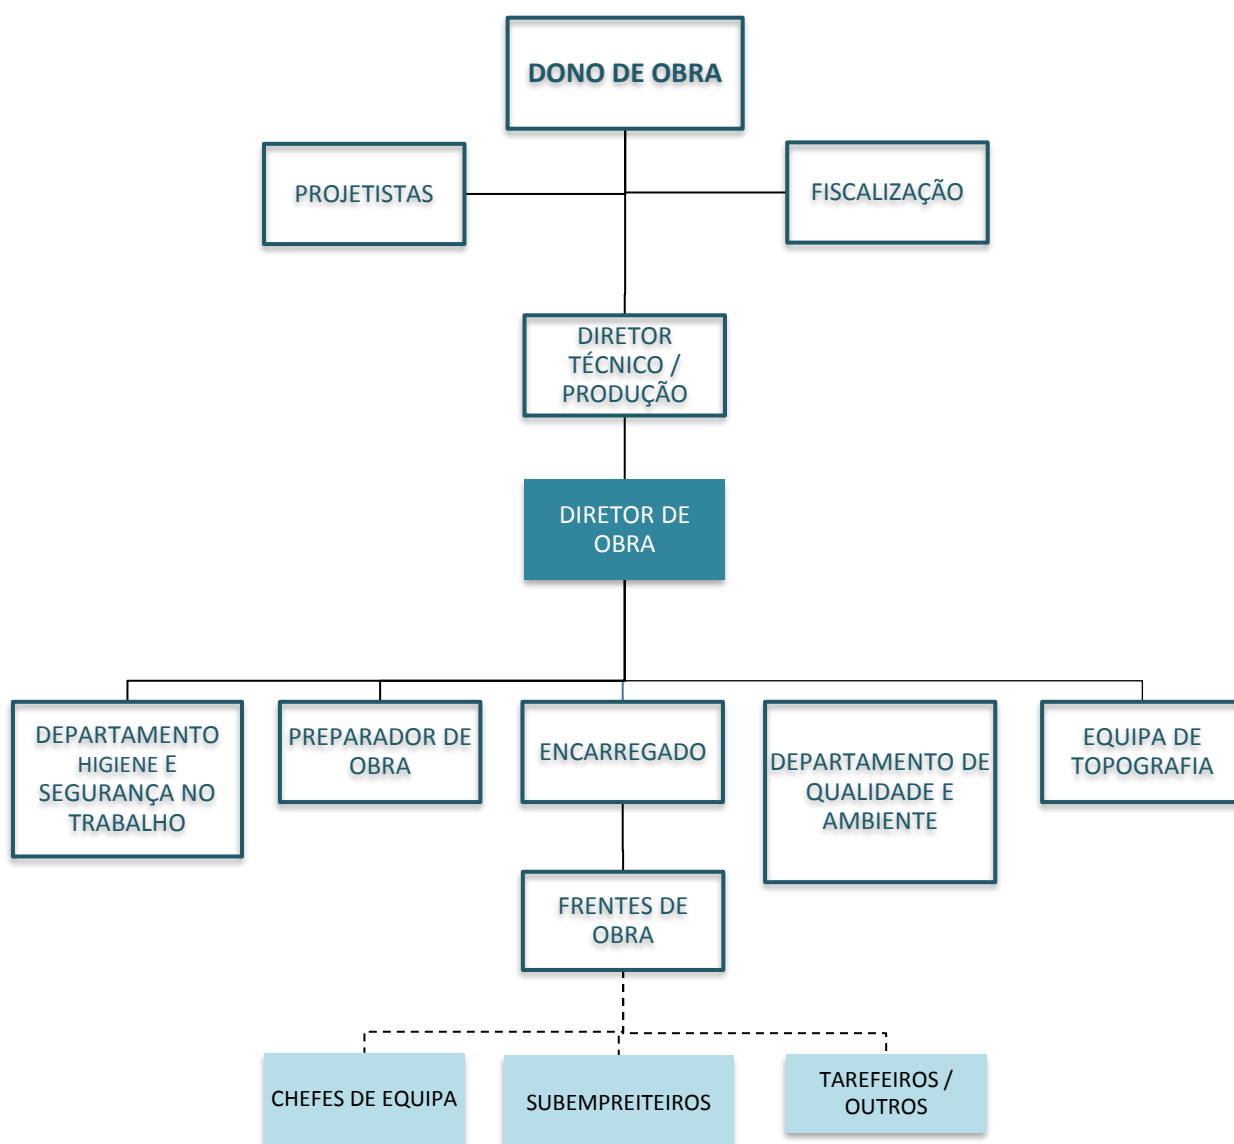 DONO DE OBRA
PROJETISTAS
FISCALIZAÇÃO
DIRETOR
TÉCNICO /
PRODUÇÃO
DIRETOR DE
OBRA
DEPARTAMENTO
HIGIENE E
SEGURANÇA NO
TRABALHO
PREPARADOR DE
OBRA
ENCARREGADO
DEPARTAMENTO DE
QUALIDADE E
AMBIENTE
EQUIPA DE
TOPOGRAFIA
FRENTES DE
OBRA
CHEFES DE EQUIPA
SUBEMPREITEIROS
TAREFEIROS /
OUTROS